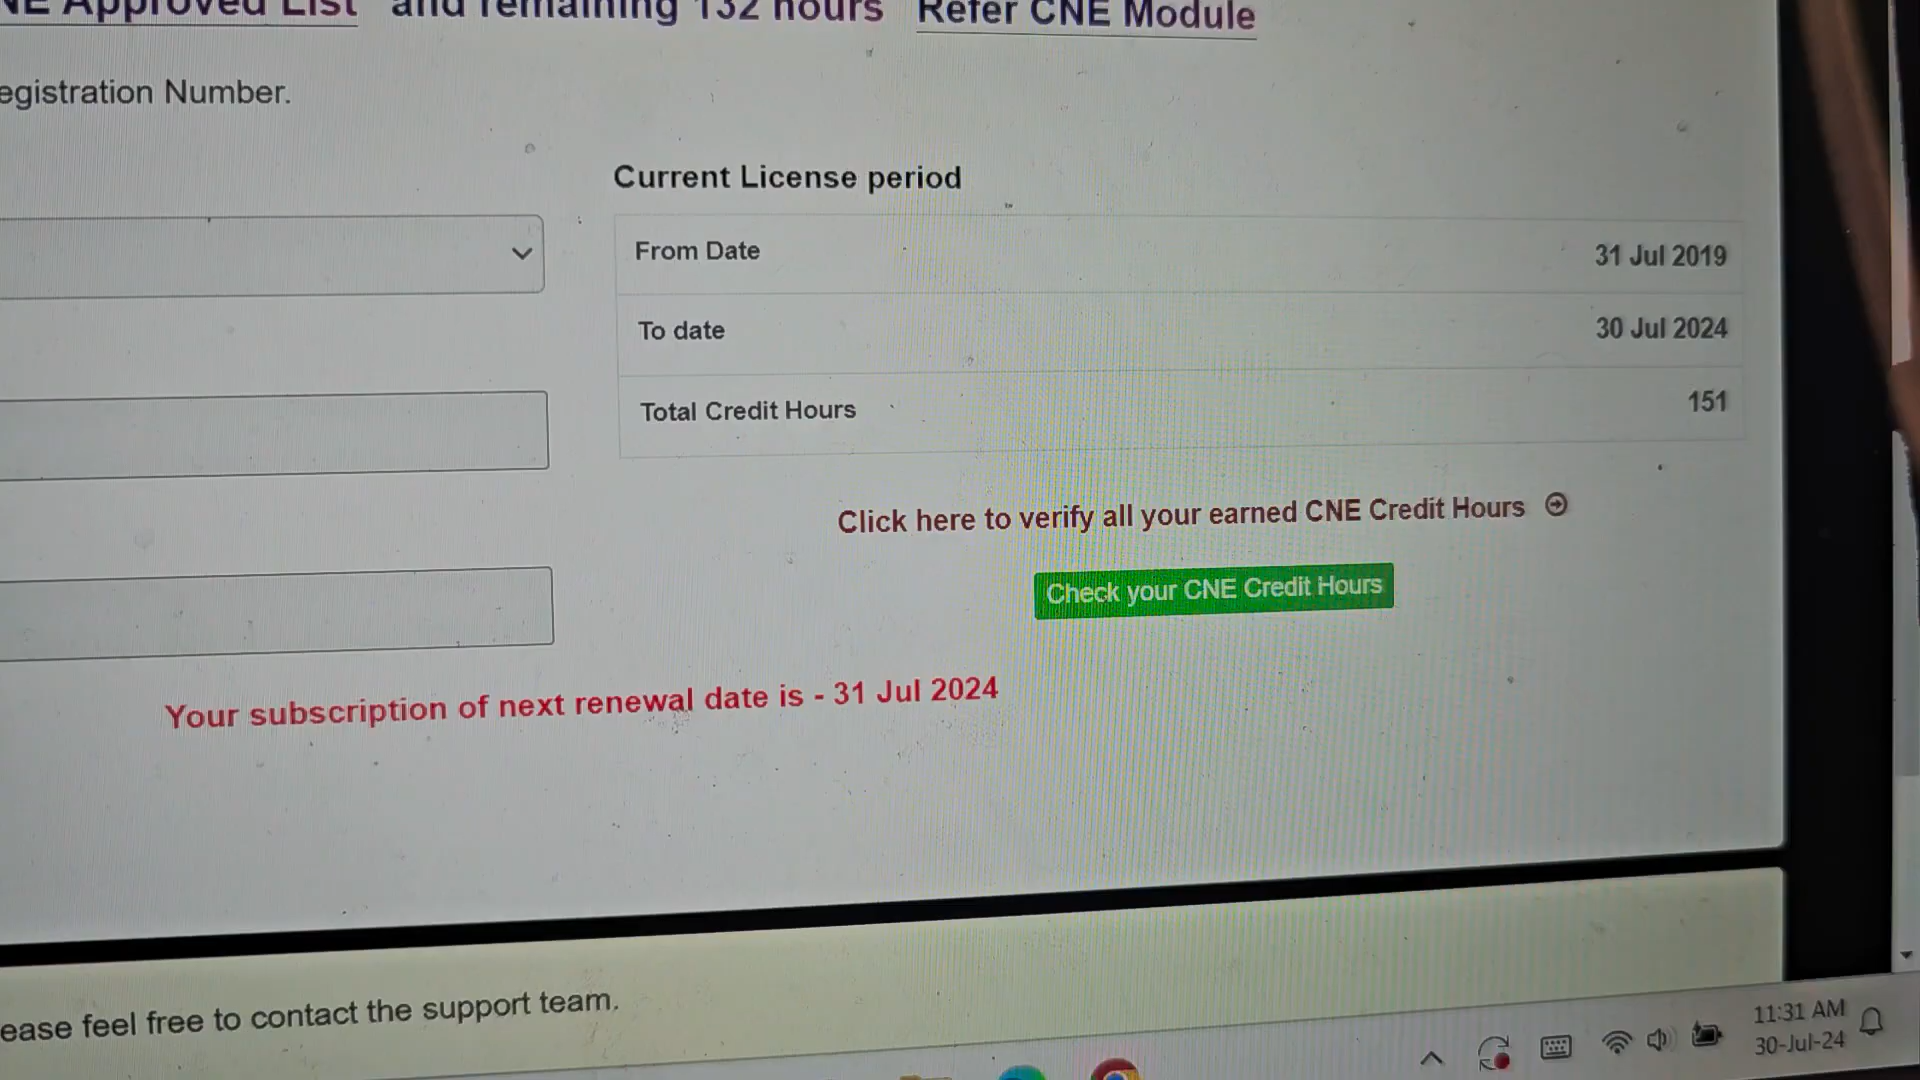 NE Approved List and remaining 132 hours Refer CNE Module
egistration Number.
Current License period
From Date 31 Jul 2019
To date 30 Jul 2024
Total Credit Hours 151
Click here to verify all your earned CNE Credit Hours
Check your CNE Credit Hours
Your subscription of next renewal date is - 31 Jul 2024
ease feel free to contact the support team.
11:31 AM
30-Jul-24